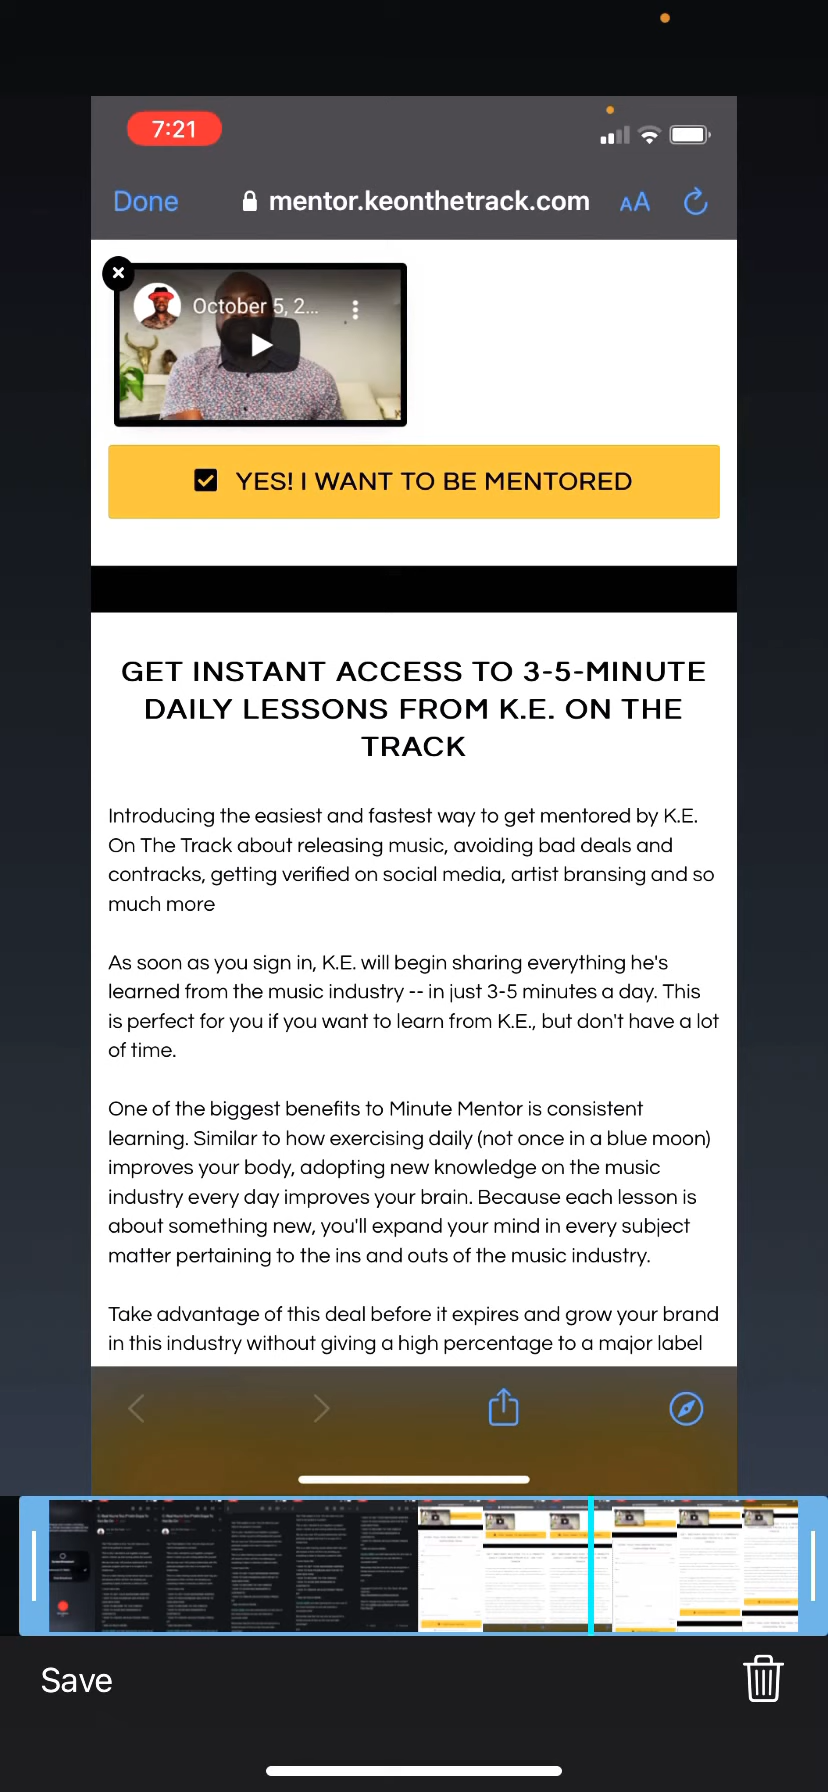 7:21
Done
mentor.keonthetrack.com
AA
October 5, 2...
YES! I WANT TO BE MENTORED
GET INSTANT ACCESS TO 3-5-MINUTE
DAILY LESSONS FROM K.E. ON THE
TRACK
Introducing the easiest and fastest way to get mentored by K.E.
On The Track about releasing music, avoiding bad deals and
contracks, getting verified on social media, artist bransing and so
much more
As soon as you sign in, K.E. will begin sharing everything he's
learned from the music industry -- in just 3-5 minutes a day. This
is perfect for you if you want to learn from K.E., but don't have a lot
of time.
One of the biggest benefits to Minute Mentor is consistent
learning. Similar to how exercising daily (not once in a blue moon)
improves your body, adopting new knowledge on the music
industry every day improves your brain. Because each lesson is
about something new, you'll expand your mind in every subject
matter pertaining to the ins and outs of the music industry.
Take advantage of this deal before it expires and grow your brand
in this industry without giving a high percentage to a major label
Save